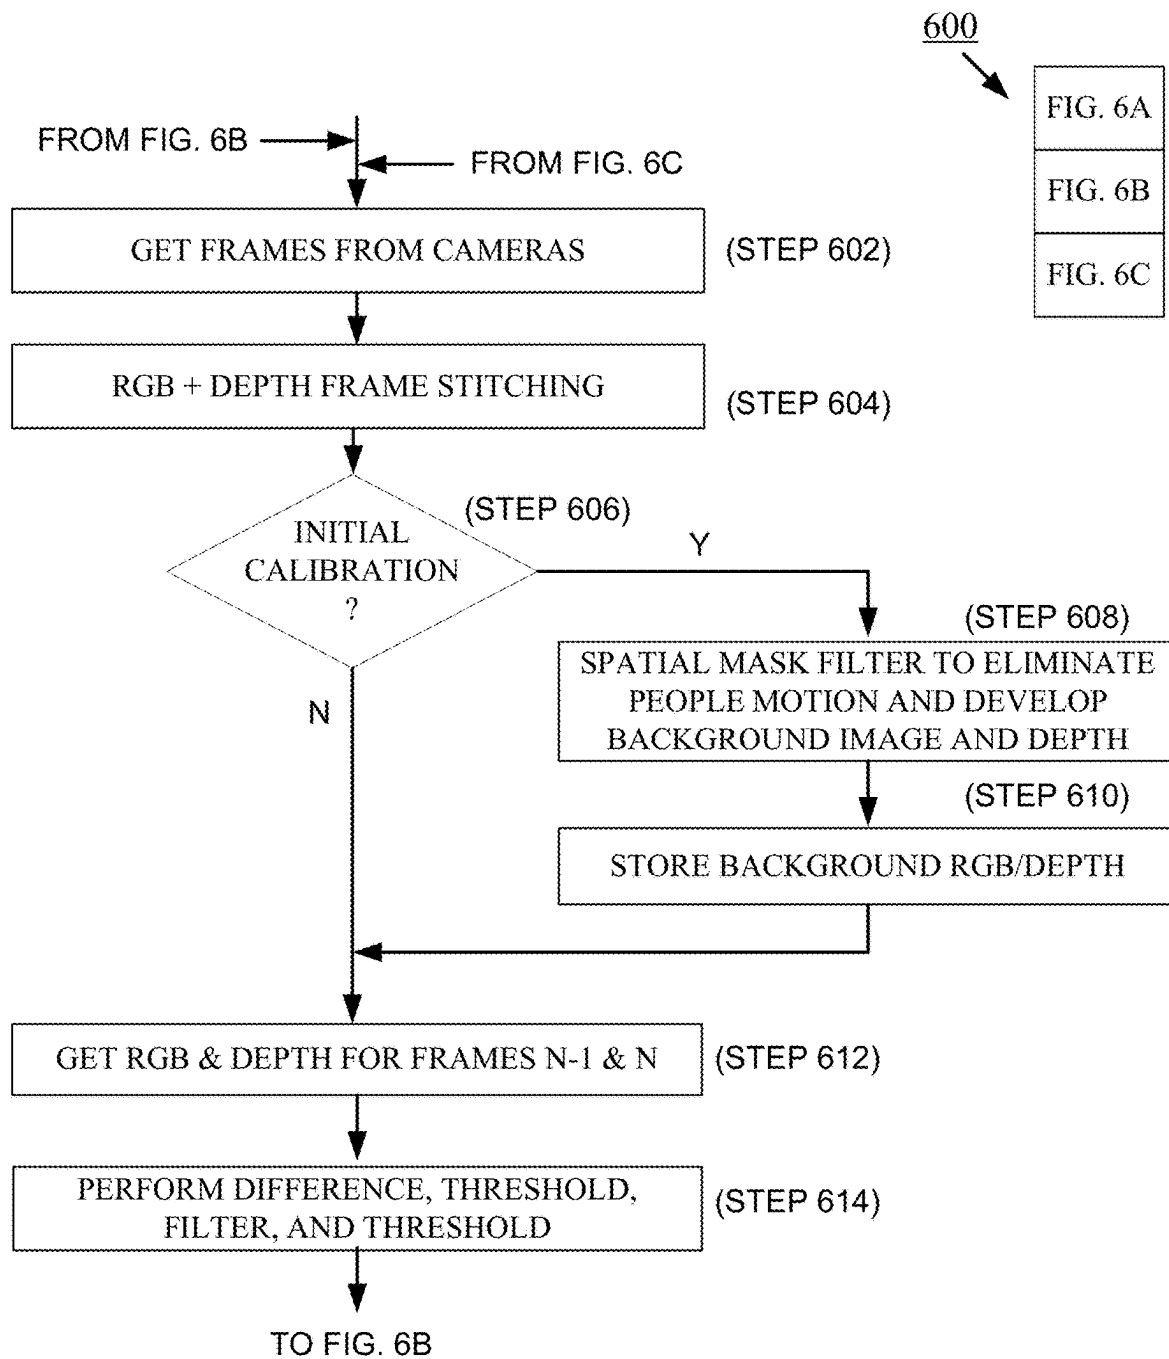 600
FIG. 6A
FIG. 6B
FIG. 6C
FROM FIG. 6B
FROM FIG. 6C
GET FRAMES FROM CAMERAS
(STEP 602)
RGB + DEPTH FRAME STITCHING
(STEP 604)
(STEP 606)
INITIAL
CALIBRATION
?
Y
N
(STEP 608)
SPATIAL MASK FILTER TO ELIMINATE
PEOPLE MOTION AND DEVELOP
BACKGROUND IMAGE AND DEPTH
(STEP 610)
STORE BACKGROUND RGB/DEPTH
GET RGB & DEPTH FOR FRAMES N-1 & N
(STEP 612)
PERFORM DIFFERENCE, THRESHOLD,
FILTER, AND THRESHOLD
(STEP 614)
TO FIG. 6B